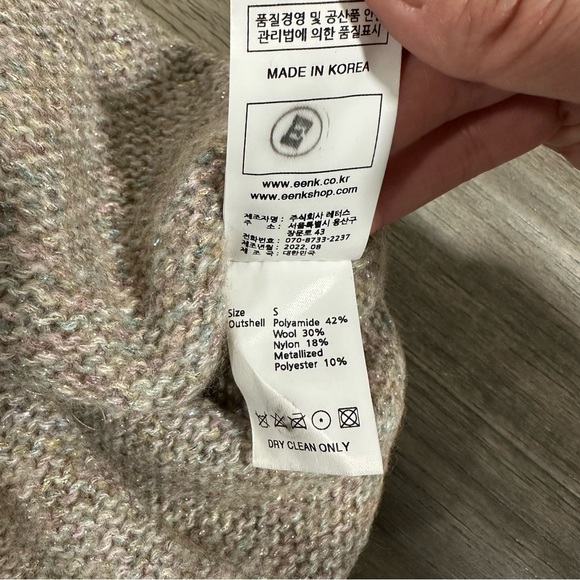 품질경영 및 공산품 안
관리법에 의한 품질표시
MADE IN KOREA
E
www.eenk.co.kr
www.eenkshop.com
제조자명 : 주식회사 레터스
주 소 : 서울특별시 용산구
장문로 43
전화번호 : 070-8733-2237
제조년월 : 2022. 08
제 조 국 : 대한민국
Size S
Outshell Polyamide 42%
Wool 30%
Nylon 18%
Metallized
Polyester 10%
DRY CLEAN ONLY